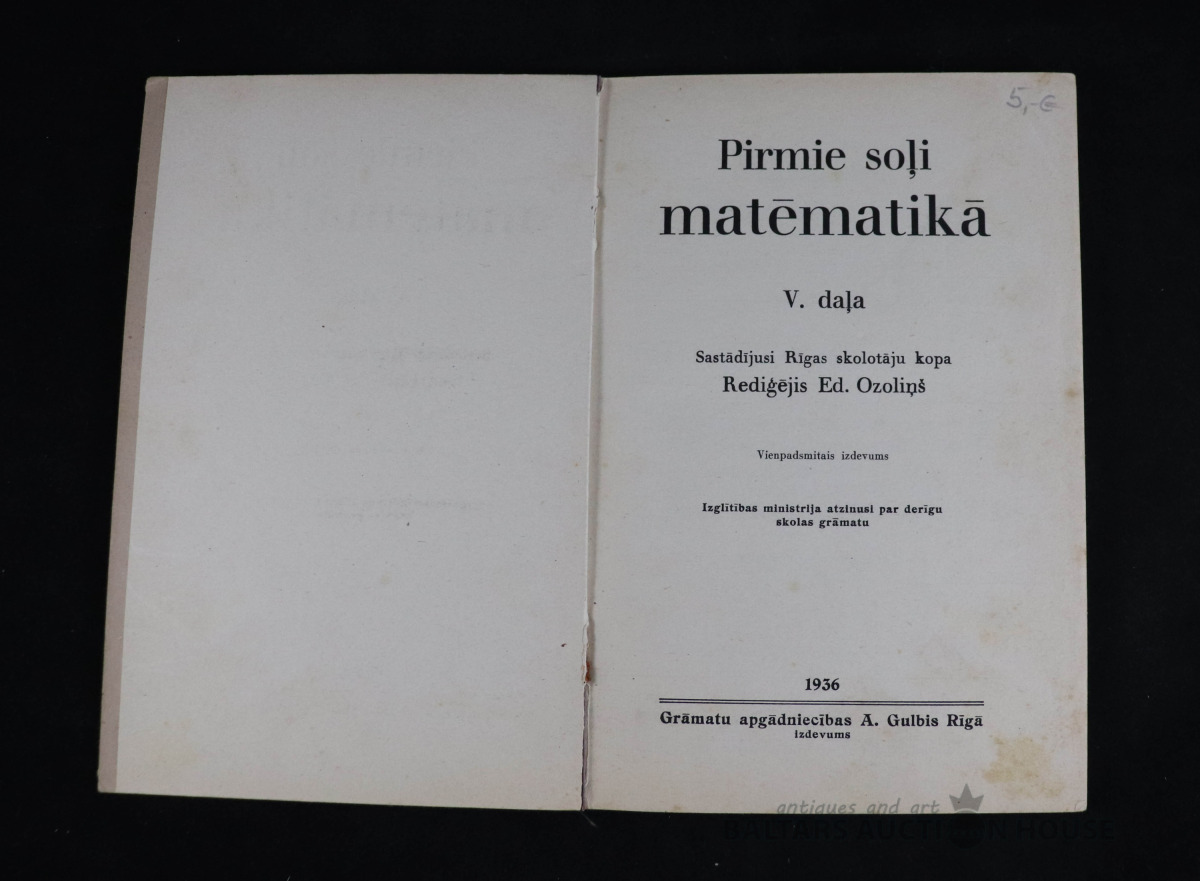 5,-€
Pirmie soļi
matēmatikā
V. daļa
Sastādījusi Rīgas skolotāju kopa
Rediģējis Ed. Ozoliņš
Vienpadsmitais izdevums
Izglītības ministrija atzinusi par derīgu
skolas grāmatu
1936
Grāmatu apgādniecības A. Gulbis Rīgā
izdevums
antiques and art
BALTARS AUCTION HOUSE